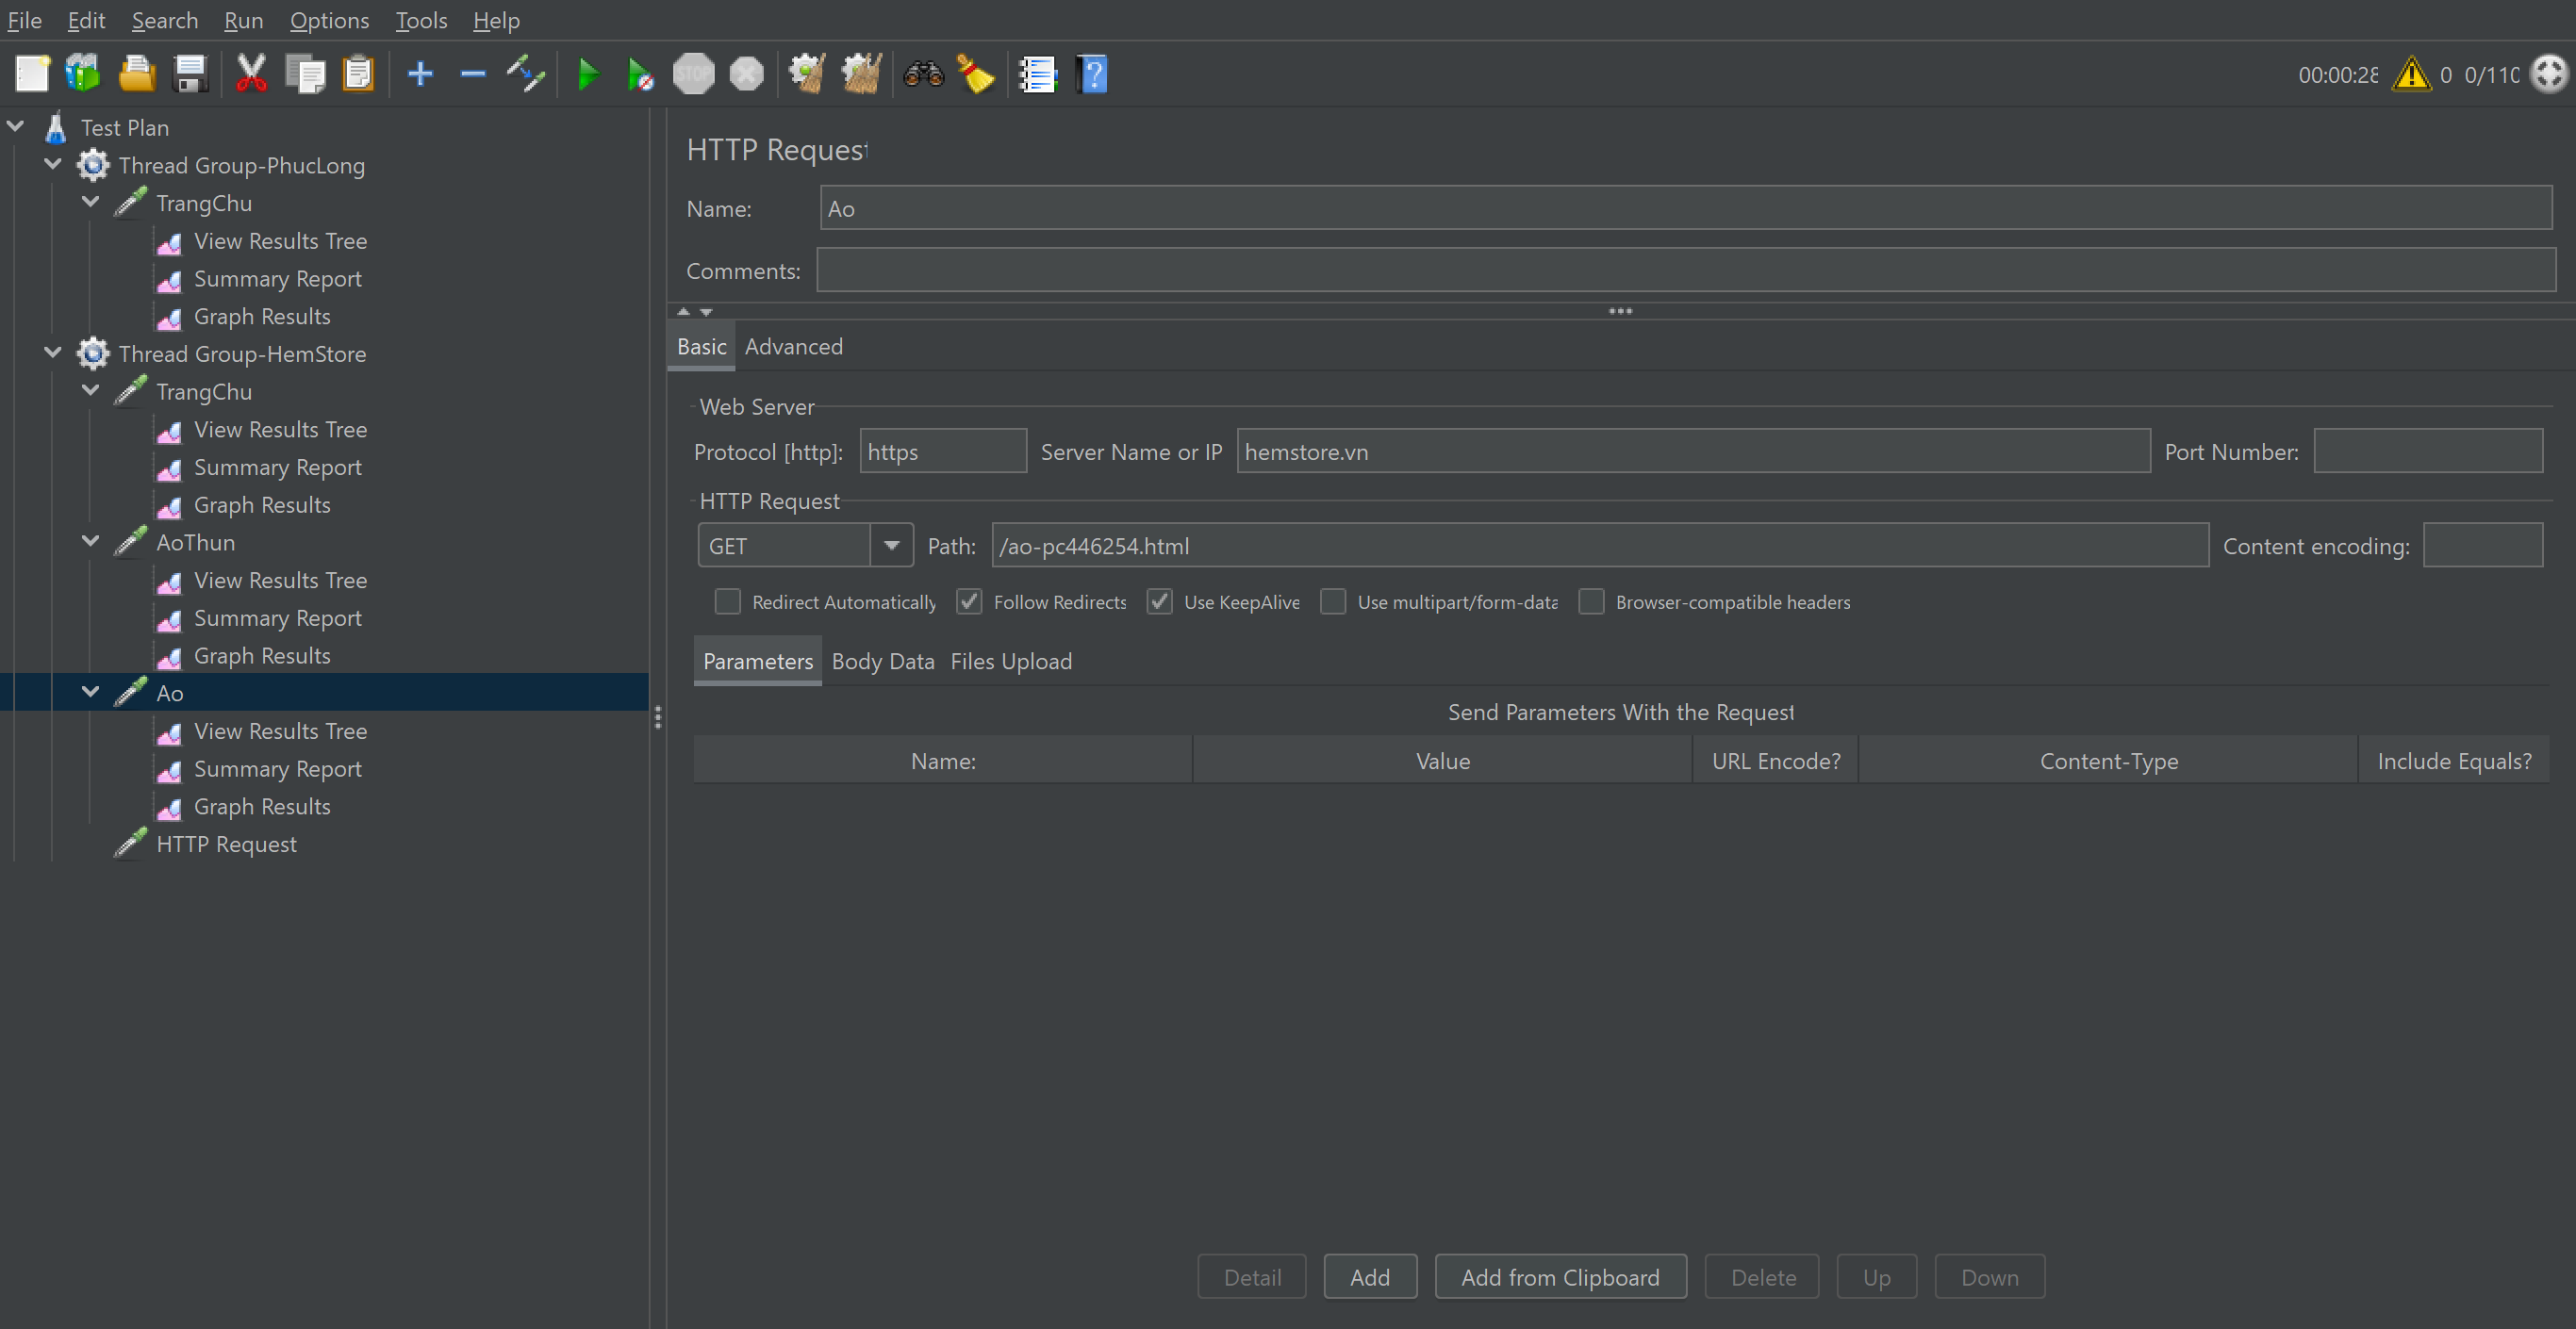 File Edit Search Run Options Tools Help
STOP
00:00:28 0 0/110
Test Plan
Thread Group-PhucLong
TrangChu
View Results Tree
Summary Report
Graph Results
Thread Group-HemStore
TrangChu
View Results Tree
Summary Report
Graph Results
AoThun
View Results Tree
Summary Report
Graph Results
Ao
View Results Tree
Summary Report
Graph Results
HTTP Request
HTTP Request
Name: Ao
Comments:
Basic Advanced
Web Server
Protocol [http]: https Server Name or IP hemstore.vn Port Number:
HTTP Request
GET Path: /ao-pc446254.html Content encoding:
Redirect Automatically Follow Redirects Use KeepAlive Use multipart/form-data Browser-compatible headers
Parameters Body Data Files Upload
Send Parameters With the Request
Name: Value URL Encode? Content-Type Include Equals?
Detail Add Add from Clipboard Delete Up Down